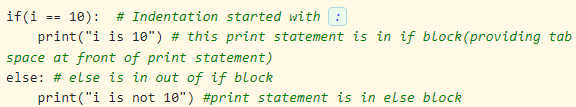 if(i == 10):  # Indentation started with :
    print("i is 10") # this print statement is in if block(providing tab
space at front of print statement)
else: # else is in out of if block
    print("i is not 10") #print statement is in else block